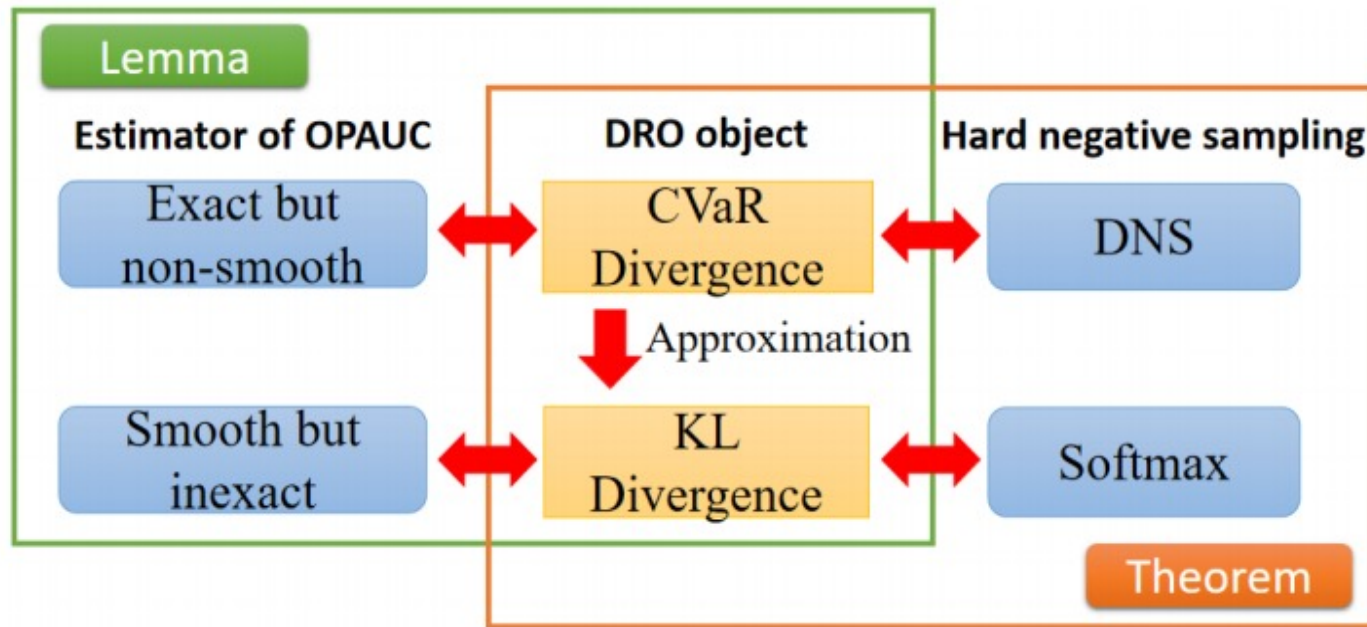 Lemma
Estimator of OPAUC
DRO object
Hard negative sampling
Exact but
non-smooth
CVaR
Divergence
DNS
Approximation
Smooth but
inexact
KL
Divergence
Softmax
Theorem